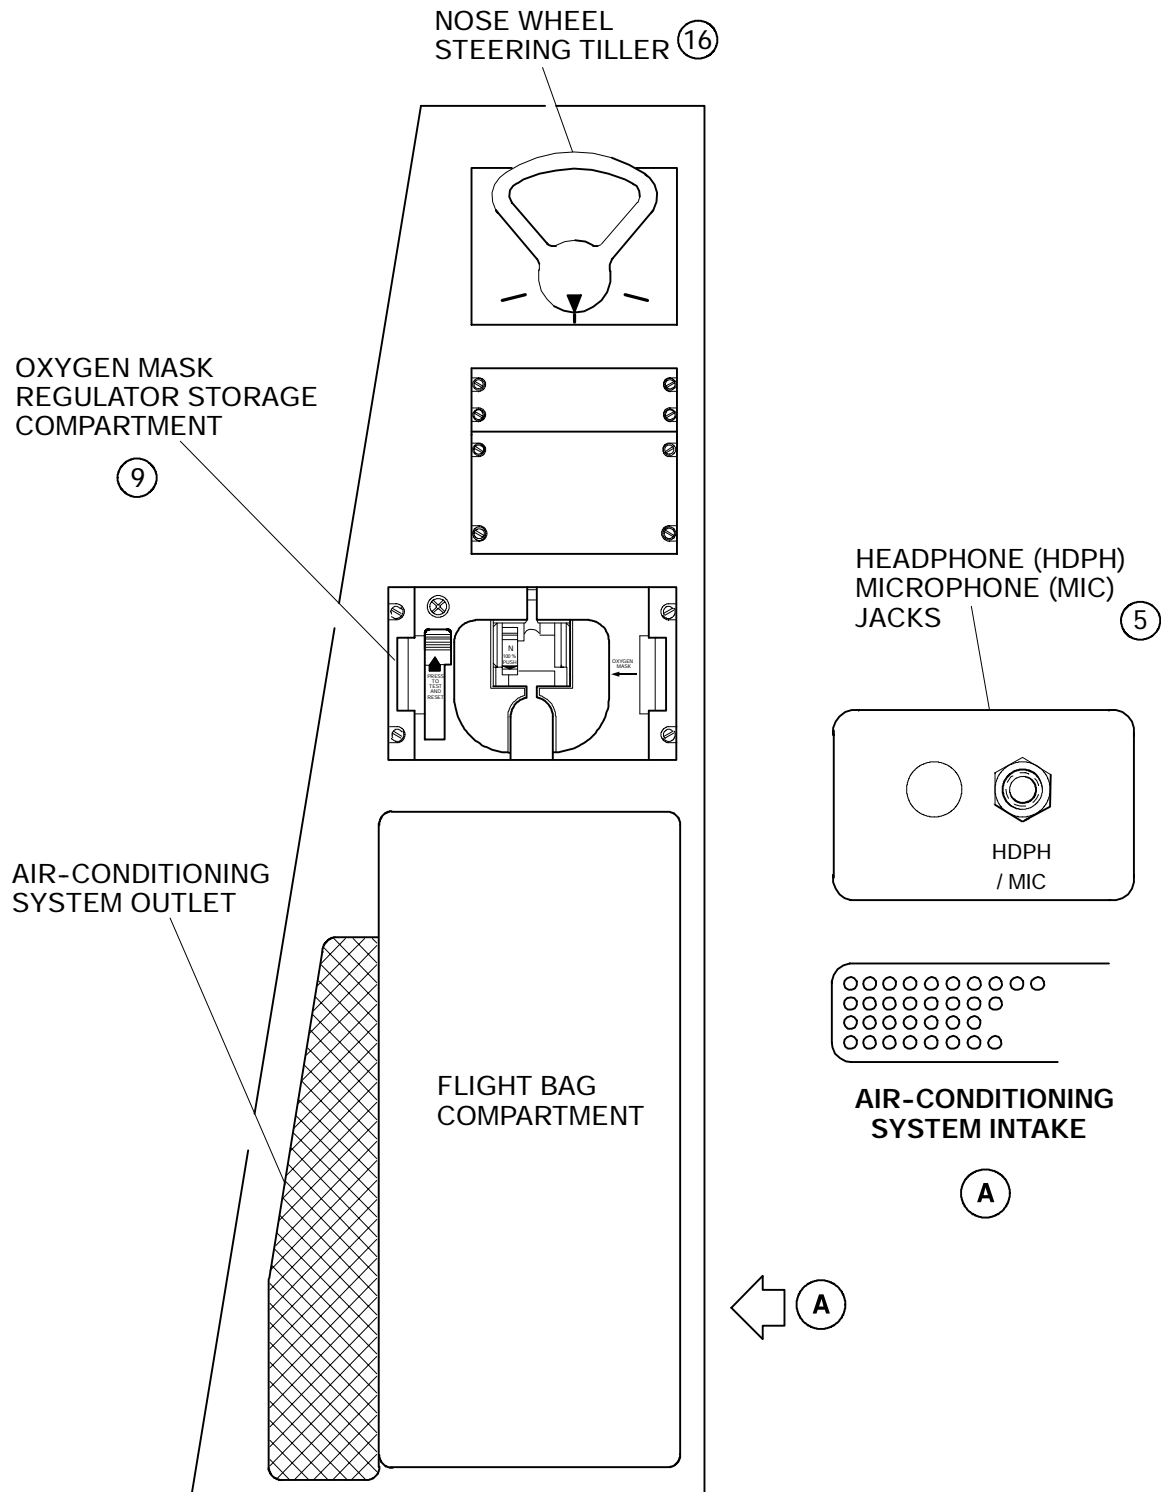 NOSE WHEEL
STEERING TILLER 16
OXYGEN MASK
REGULATOR STORAGE
COMPARTMENT
9
HEADPHONE (HDPH)
MICROPHONE (MIC)
JACKS
5
N
100 %
PUSH
OXYGEN
MASK
PRESS
TO
TEST
AND
RESET
HDPH
/ MIC
AIR-CONDITIONING
SYSTEM OUTLET
FLIGHT BAG
COMPARTMENT
AIR-CONDITIONING
SYSTEM INTAKE
A
A